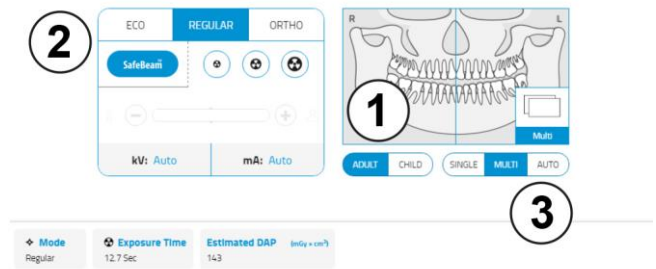 2
ECO REGULAR ORTHO
SafeBeam™
kV: Auto mA: Auto
R L
1
Multi
ADULT CHILD SINGLE MULTI AUTO
3
Mode
Regular
Exposure Time
12.7 Sec
Estimated DAP (mGy × cm²)
143